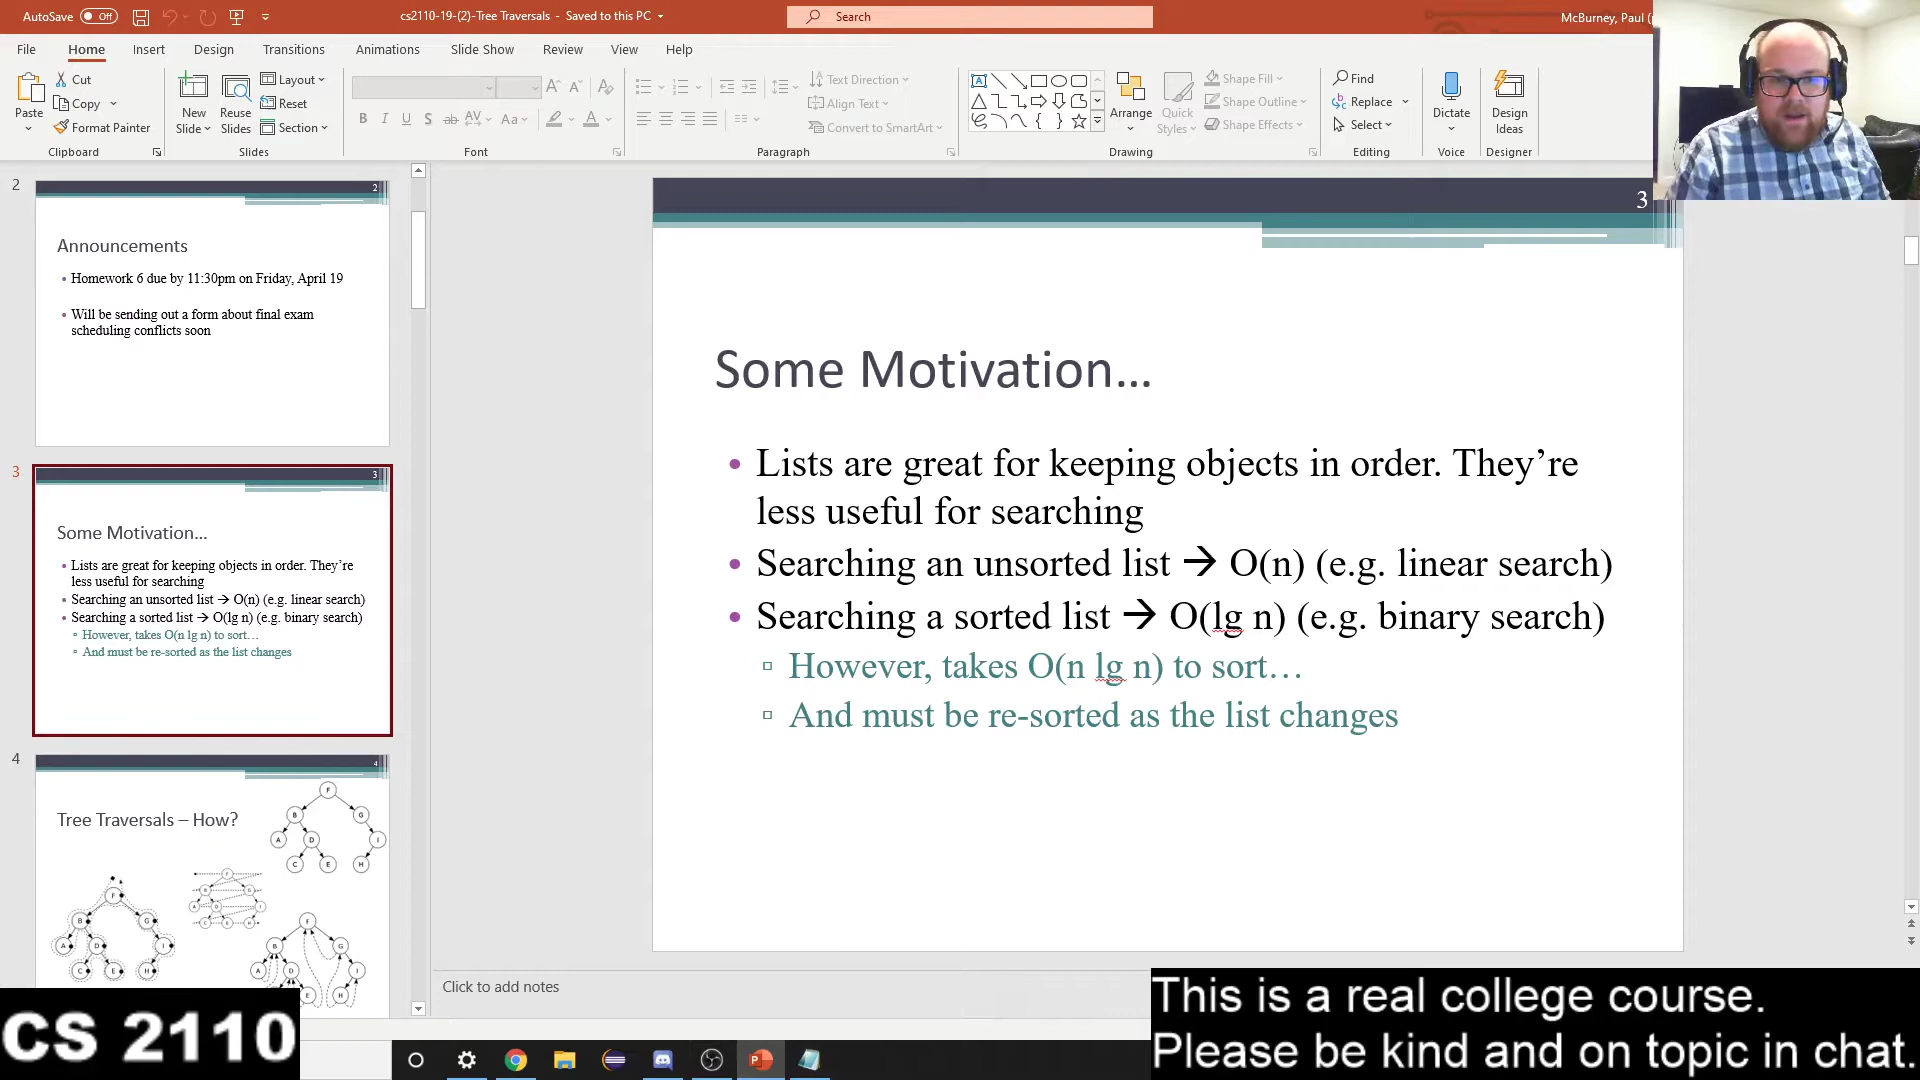 AutoSave Off
cs2110-19-(2)-Tree Traversals - Saved to this PC
Search
McBurney, Paul
File Home Insert Design Transitions Animations Slide Show Review View Help
Paste
Cut
Copy
Format Painter
Clipboard
New Slide
Reuse Slides
Layout
Reset
Section
Slides
B I U S ab AV Aa A
Font
Text Direction
Align Text
Convert to SmartArt
Paragraph
Arrange
Quick Styles
Shape Fill
Shape Outline
Shape Effects
Drawing
Find
Replace
Select
Editing
Dictate
Voice
Design Ideas
Designer
2
2
Announcements
• Homework 6 due by 11:30pm on Friday, April 19
• Will be sending out a form about final exam
scheduling conflicts soon
3
3
Some Motivation...
• Lists are great for keeping objects in order. They're
less useful for searching
• Searching an unsorted list → O(n) (e.g. linear search)
• Searching a sorted list → O(lg n) (e.g. binary search)
▫ However, takes O(n lg n) to sort…
▫ And must be re-sorted as the list changes
4
4
Tree Traversals – How?
F
B G
A D I
C E H
F
B G
A D I
C E H
F
B G
A D I
C E H
F
B G
A D I
E H
3
Some Motivation…
• Lists are great for keeping objects in order. They’re
less useful for searching
• Searching an unsorted list → O(n) (e.g. linear search)
• Searching a sorted list → O(lg n) (e.g. binary search)
▫ However, takes O(n lg n) to sort…
▫ And must be re-sorted as the list changes
Click to add notes
CS 2110
This is a real college course.
Please be kind and on topic in chat.